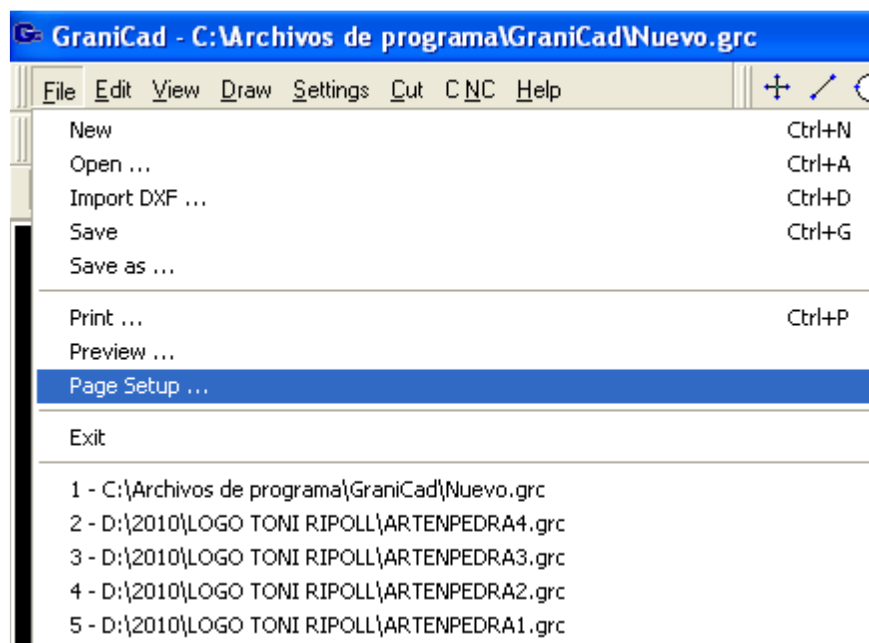 GraniCad - C:\Archivos de programa\GraniCad\Nuevo.grc
File Edit View Draw Settings Cut CNC Help
New Ctrl+N
Open ... Ctrl+A
Import DXF ... Ctrl+D
Save Ctrl+G
Save as ...
Print ... Ctrl+P
Preview ...
Page Setup ...
Exit
1 - C:\Archivos de programa\GraniCad\Nuevo.grc
2 - D:\2010\LOGO TONI RIPOLL\ARTENPEDRA4.grc
3 - D:\2010\LOGO TONI RIPOLL\ARTENPEDRA3.grc
4 - D:\2010\LOGO TONI RIPOLL\ARTENPEDRA2.grc
5 - D:\2010\LOGO TONI RIPOLL\ARTENPEDRA1.grc